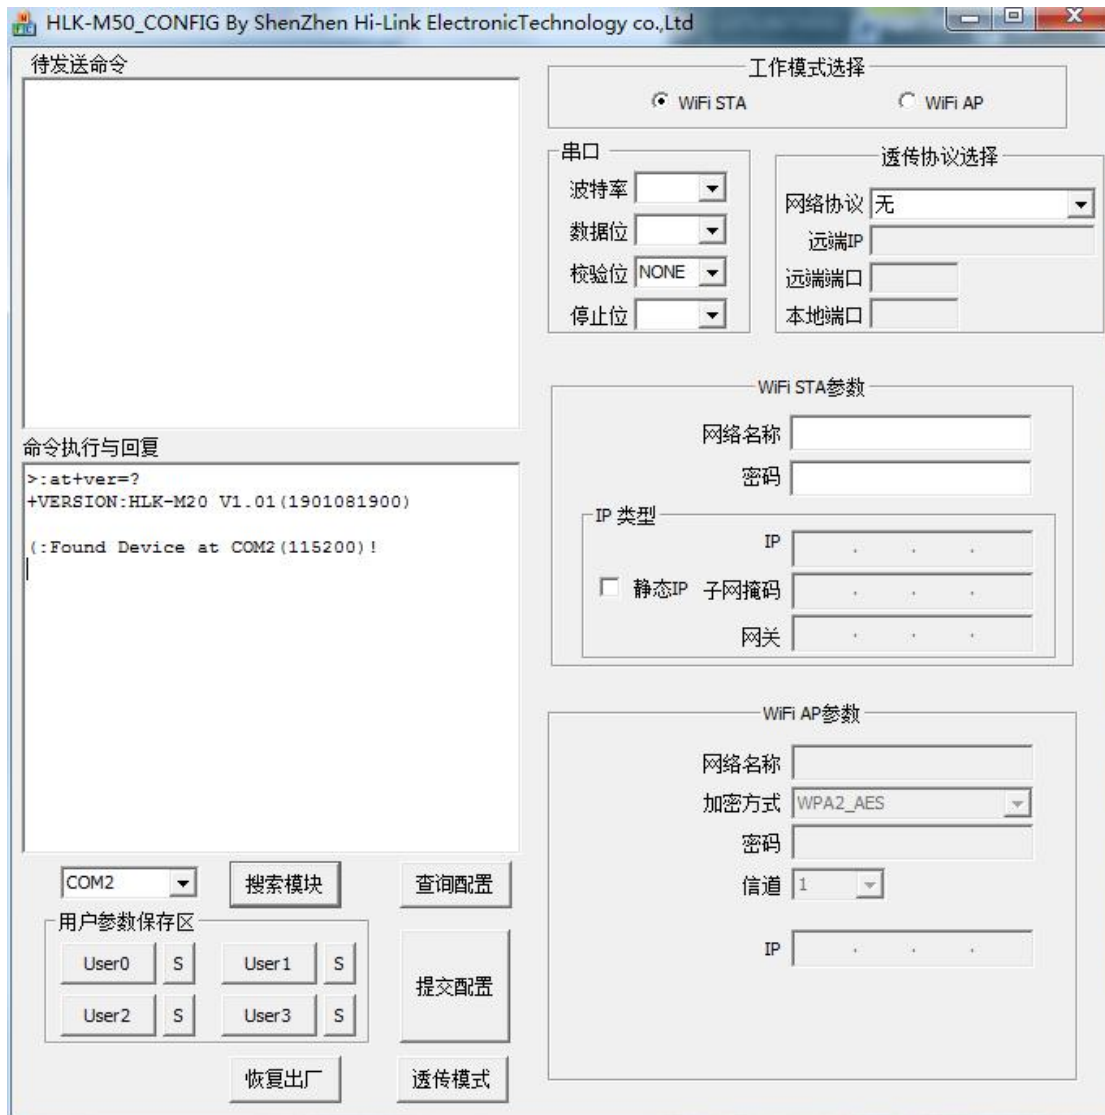 HLK-M50_CONFIG By ShenZhen Hi-Link ElectronicTechnology co.,Ltd
待发送命令
工作模式选择
WiFi STA
WiFi AP
串口
波特率
数据位
校验位 NONE
停止位
透传协议选择
网络协议 无
远端IP
远端端口
本地端口
WiFi STA参数
网络名称
密码
IP 类型
IP
静态IP 子网掩码
网关
命令执行与回复
>:at+ver=?
+VERSION:HLK-M20 V1.01(1901081900)
(:Found Device at COM2(115200)!
WiFi AP参数
网络名称
加密方式 WPA2_AES
密码
信道 1
IP
COM2 搜索模块 查询配置
用户参数保存区
User0 S User1 S
User2 S User3 S
提交配置
恢复出厂 透传模式